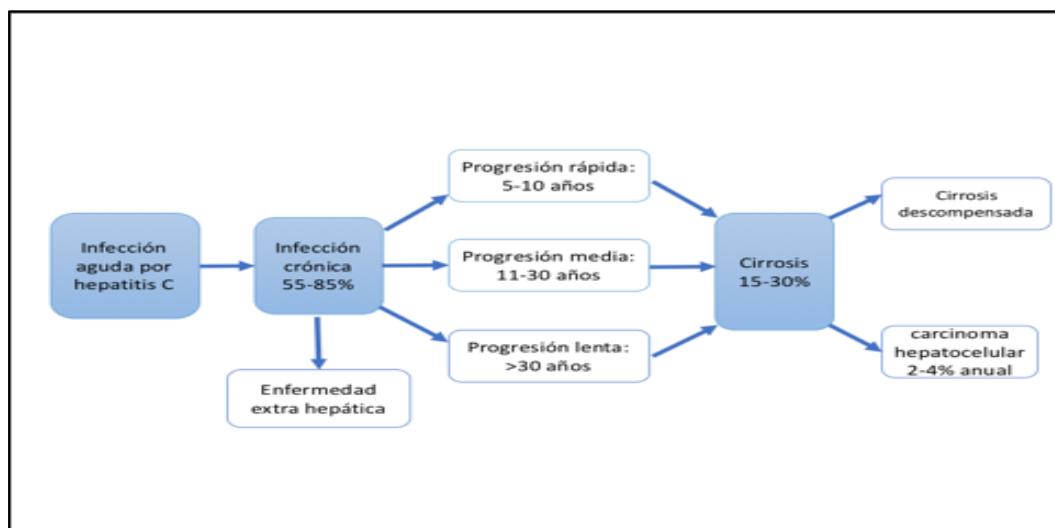 Infección
aguda por
hepatitis C
Infección
crónica
55-85%
Enfermedad
extra hepática
Progresión rápida:
5-10 años
Progresión media:
11-30 años
Progresión lenta:
>30 años
Cirrosis
15-30%
Cirrosis
descompensada
carcinoma
hepatocelular
2-4% anual